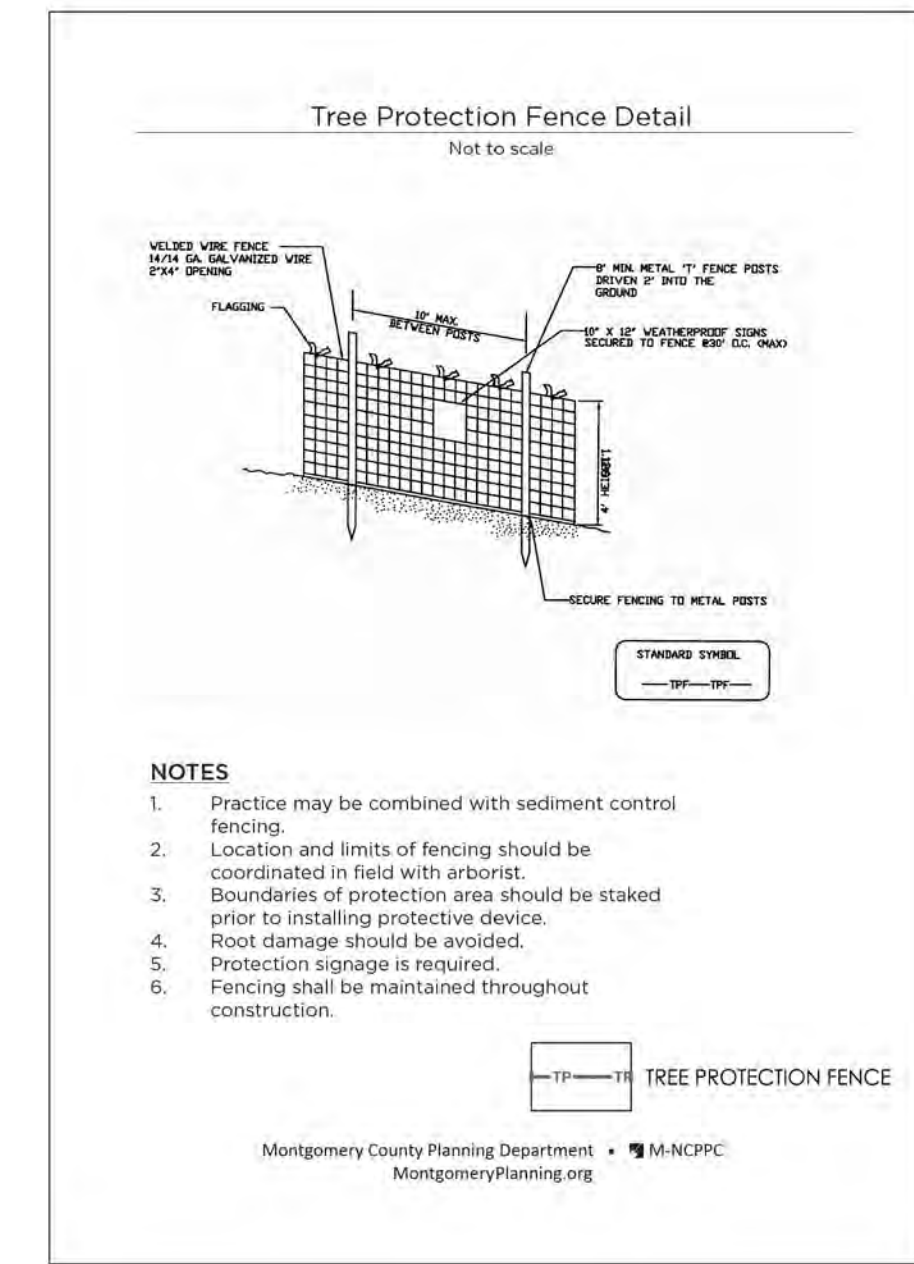 Tree Protection Fence Detail
Not to scale
WELDED WIRE FENCE
14/14 GA. GALVANIZED WIRE
2"X4" OPENING
FLAGGING
10' MAX.
BETWEEN POSTS
8' MIN. METAL 'T' FENCE POSTS
DRIVEN 2' INTO THE
GROUND
10" X 12" WEATHERPROOF SIGNS
SECURED TO FENCE @30' O.C. (MAX)
4' HEIGHT
SECURE FENCING TO METAL POSTS
STANDARD SYMBOL
TPF TPF
NOTES
1. Practice may be combined with sediment control
fencing.
2. Location and limits of fencing should be
coordinated in field with arborist.
3. Boundaries of protection area should be staked
prior to installing protective device.
4. Root damage should be avoided.
5. Protection signage is required.
6. Fencing shall be maintained throughout
construction.
TP TP TREE PROTECTION FENCE
Montgomery County Planning Department • M-NCPPC
MontgomeryPlanning.org